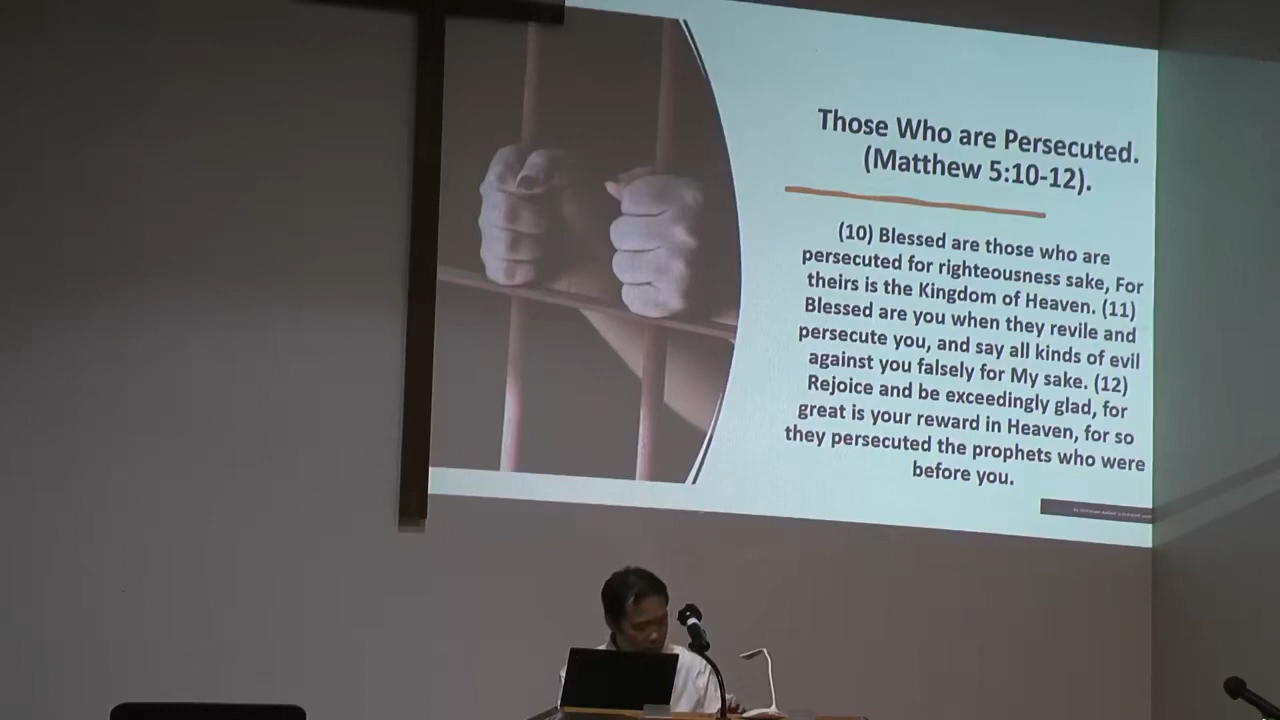 Those Who are Persecuted.
(Matthew 5:10-12).
(10) Blessed are those who are
persecuted for righteousness sake, For
theirs is the Kingdom of Heaven. (11)
Blessed are you when they revile and
persecute you, and say all kinds of evil
against you falsely for My sake. (12)
Rejoice and be exceedingly glad, for
great is your reward in Heaven, for so
they persecuted the prophets who were
before you.